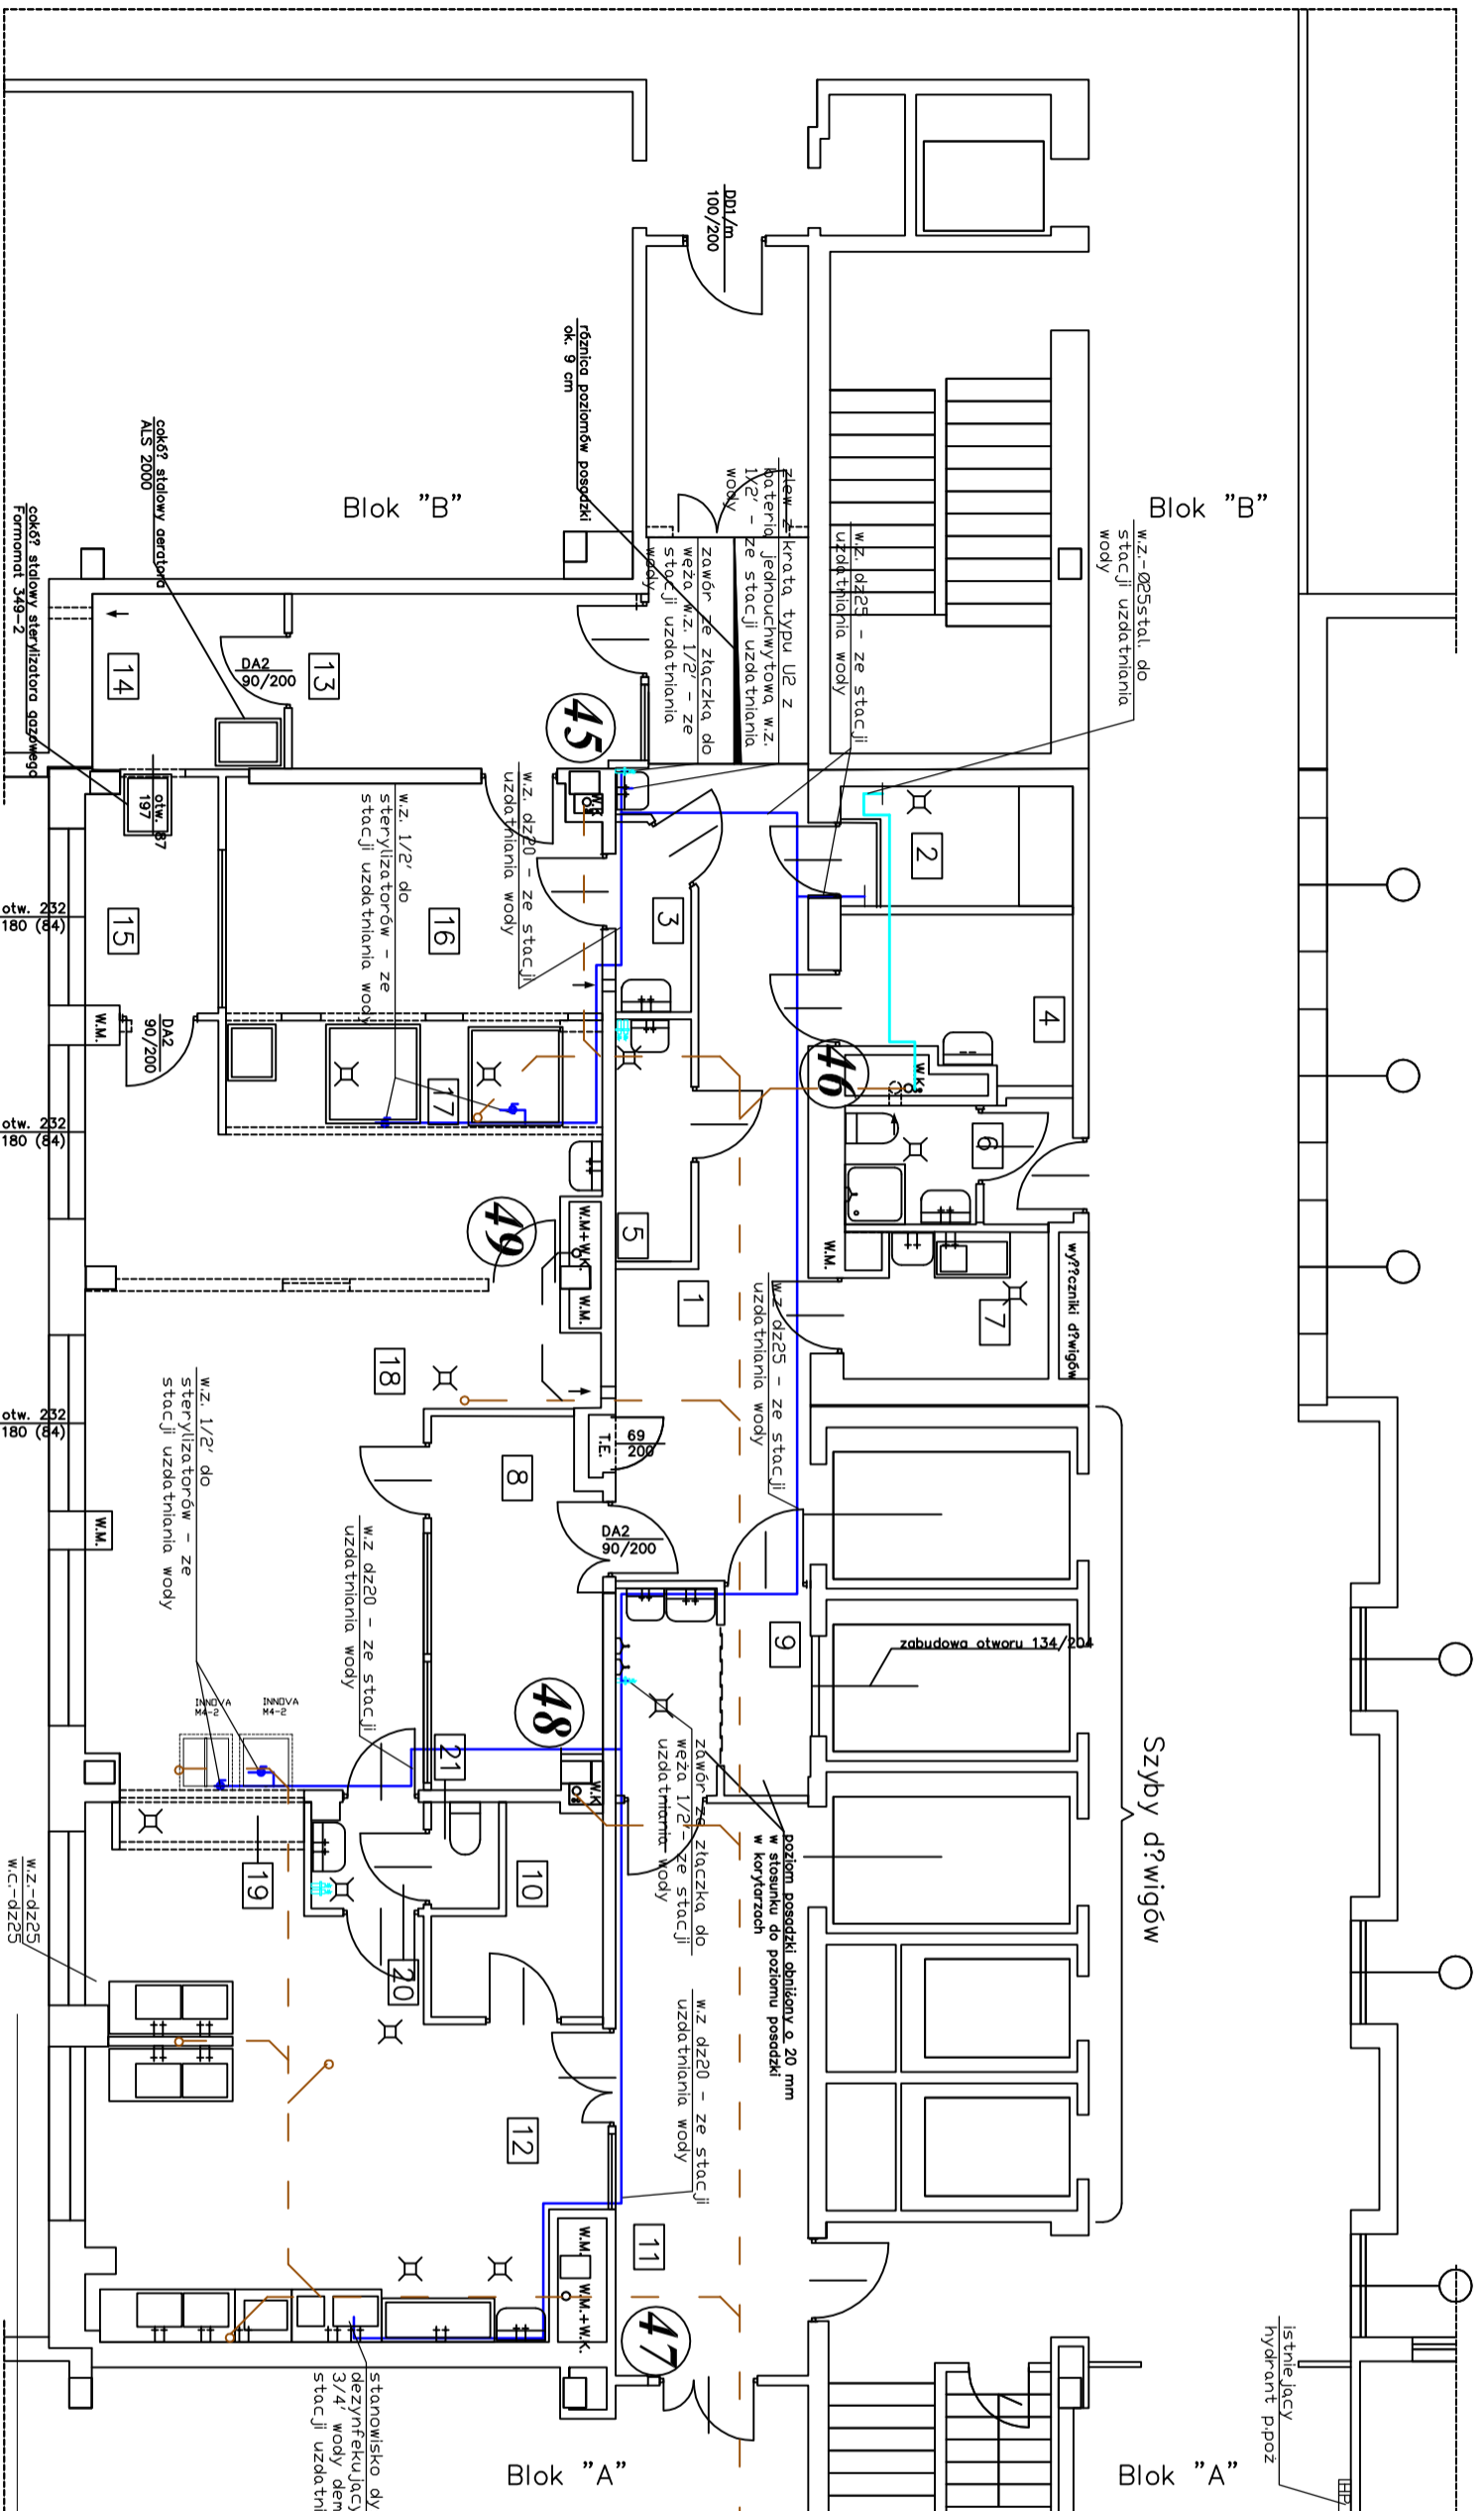 Blok "B"
Blok "B"
w.z.-Ø25stal. do
stacji uzdatniania
wody
DD1/m
100/200
różnica poziomów posadzki
ok. 9 cm
zlew z kratą typu U2 z
baterią jednouchwytową w.z.
1/2' - ze stacji uzdatniania
wody
w.z. dz25 - ze stacji
uzdatniania wody
zawór ze złączką do
węża w.z. 1/2' - ze
stacji uzdatniania
wody
cokó? stalowy aeratora
ALS 2000
cokó? stalowy sterylizatora gazowego
Formomat 349-2
14
13
DA2
90/200
45
W.K
otw. 87
197
w.z. dz20 - ze stacji
uzdatniania wody
w.z. 1/2' do
sterylizatorów - ze
stacji uzdatniania wody
2
3
4
15
16
otw. 232
180 (84)
W.M.
DA2
90/200
17
46
W.K.
6
otw. 232
180 (84)
49
W.M+W.K.
W.M.
5
1
W.M.
7
wy??czniki d?wigów
w.z dz25 - ze stacji
uzdatniania wody
18
otw. 232
180 (84)
T.E.
69
200
8
DA2
90/200
W.M.
w.z. 1/2' do
sterylizatorów - ze
stacji uzdatniania wody
w.z dz20 - ze stacji
uzdatniania wody
9
zabudowa otworu 134/204
INNOVA
M4-2
INNOVA
M4-2
48
21
W.K
zawór ze złączką do
węża 1/2'- ze stacji
uzdatniania wody
poziom posadzki obniżony o 20 mm
w stosunku do poziomu posadzki
w korytarzach
Szyby d?wigów
19
10
20
w.z.-dz25
w.c.-dz25
w.z dz20 - ze stacji
uzdatniania wody
12
11
W.M.
W.M.+W.K.
47
istniejący
hydrant p.poż
HP
Blok "A"
Blok "A"